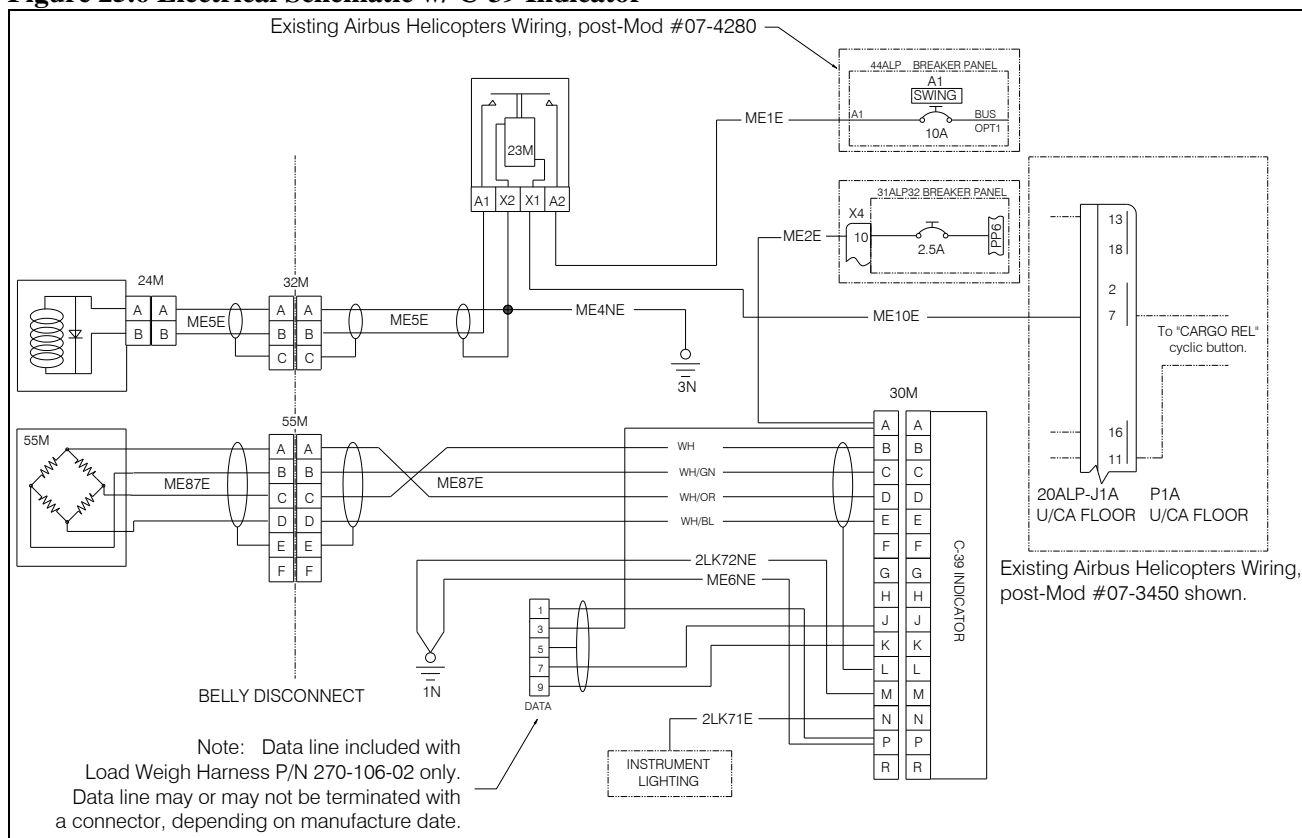 Figure 25.6 Electrical Schematic w/ C-39 Indicator
Existing Airbus Helicopters Wiring, post-Mod #07-4280
44ALP BREAKER PANEL
A1
SWING
A1
10A
BUS
OPT1
ME1E
23M
A1 X2 X1 A2
31ALP32 BREAKER PANEL
X4
10
2.5A
PP6
ME2E
13
18
2
7
16
11
ME10E
To "CARGO REL"
cyclic button.
20ALP-J1A
U/CA FLOOR
P1A
U/CA FLOOR
Existing Airbus Helicopters Wiring,
post-Mod #07-3450 shown.
24M
A A
B B
ME5E
32M
A A
B B
C C
ME5E
ME4NE
3N
55M
55M
A A
B B
C C
D D
E E
F F
ME87E
ME87E
WH
WH/GN
WH/OR
WH/BL
30M
A A
B B
C C
D D
E E
F F
G G
H H
J J
K K
L L
M M
N N
P P
R R
C-39 INDICATOR
2LK72NE
ME6NE
1N
1
3
5
7
9
DATA
2LK71E
INSTRUMENT
LIGHTING
BELLY DISCONNECT
Note: Data line included with
Load Weigh Harness P/N 270-106-02 only.
Data line may or may not be terminated with
a connector, depending on manufacture date.